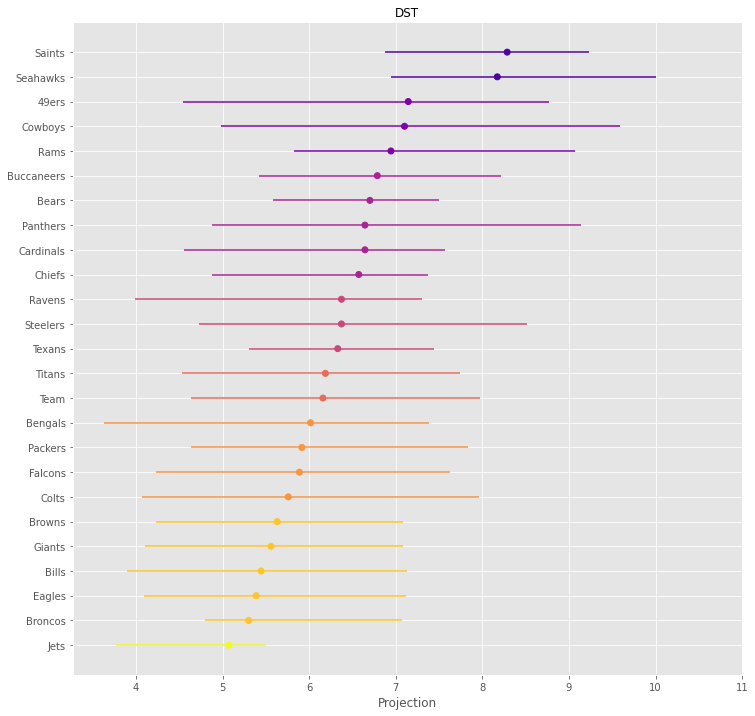 DST
Saints
Seahawks
49ers
Cowboys
Rams
Buccaneers
Bears
Panthers
Cardinals
Chiefs
Ravens
Steelers
Texans
Titans
Team
Bengals
Packers
Falcons
Colts
Browns
Giants
Bills
Eagles
Broncos
Jets
4 5 6 7 8 9 10 11
Projection